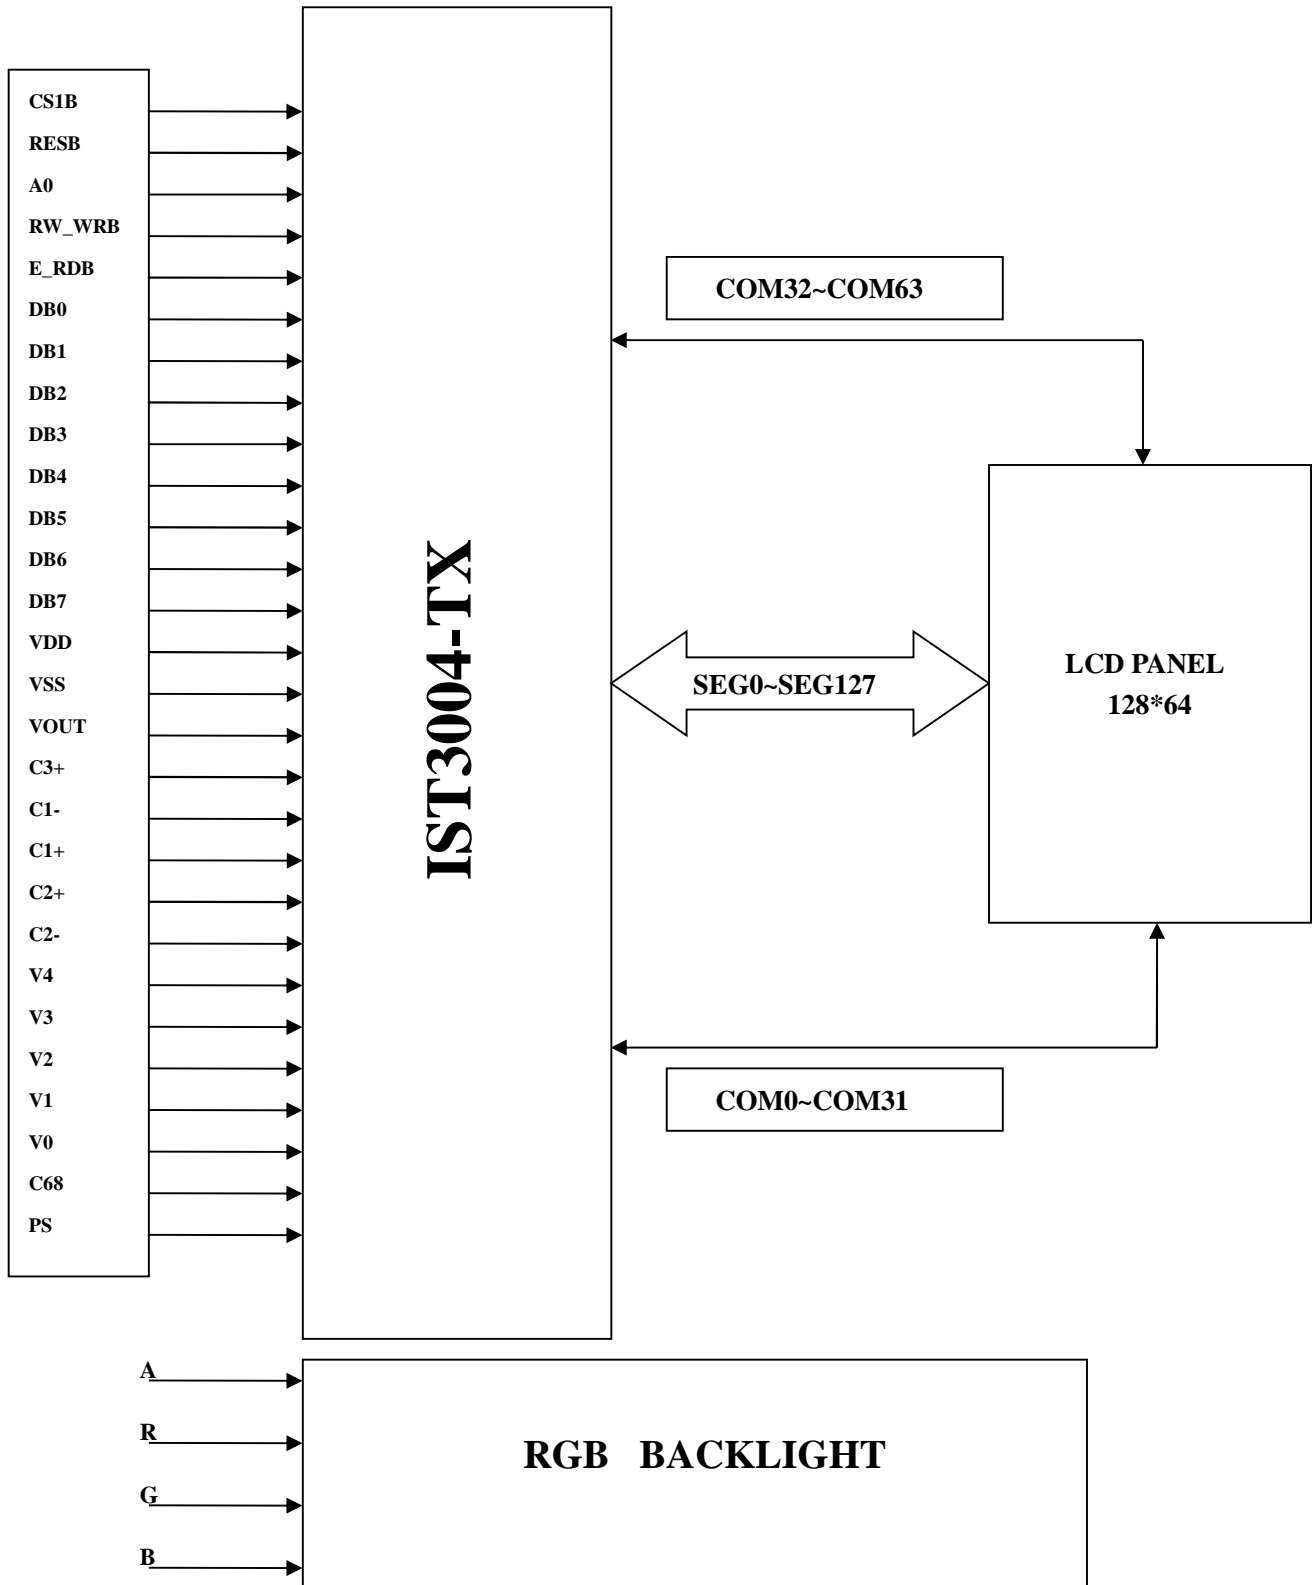 CS1B
RESB
A0
RW_WRB
E_RDB
DB0
DB1
DB2
DB3
DB4
DB5
DB6
DB7
VDD
VSS
VOUT
C3+
C1-
C1+
C2+
C2-
V4
V3
V2
V1
V0
C68
PS
IST3004-TX
COM32~COM63
SEG0~SEG127
LCD PANEL
128*64
COM0~COM31
A
R
G
B
RGB BACKLIGHT